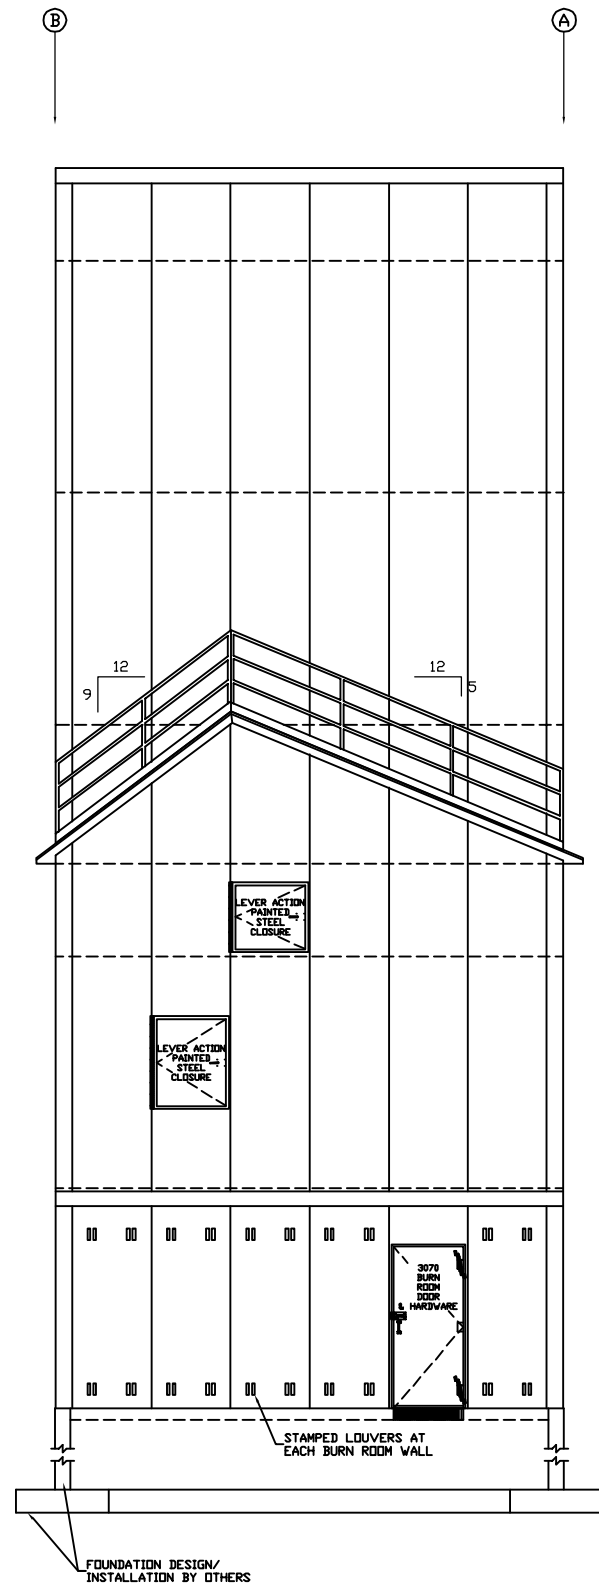 B
A
12
9
12
5
LEVER ACTION
PAINTED
STEEL
CLOSURE
LEVER ACTION
PAINTED
STEEL
CLOSURE
3070
BURN
ROOM
DOOR
HARDWARE
STAMPED LOUVERS AT
EACH BURN ROOM WALL
FOUNDATION DESIGN/
INSTALLATION BY OTHERS